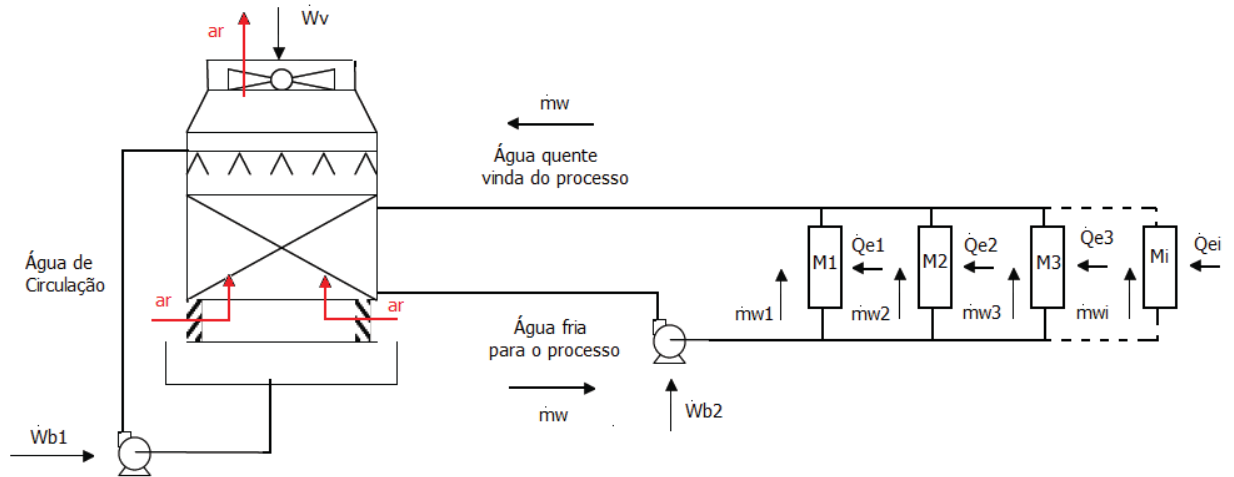 ar
Ẇv
ṁw
Água quente
vinda do processo
Água de
Circulação
ar
ar
M1
Q̇e1
M2
Q̇e2
M3
Q̇e3
Mi
Q̇ei
ṁw1
ṁw2
ṁw3
ṁwi
Água fria
para o processo
ṁw
Ẇb2
Ẇb1